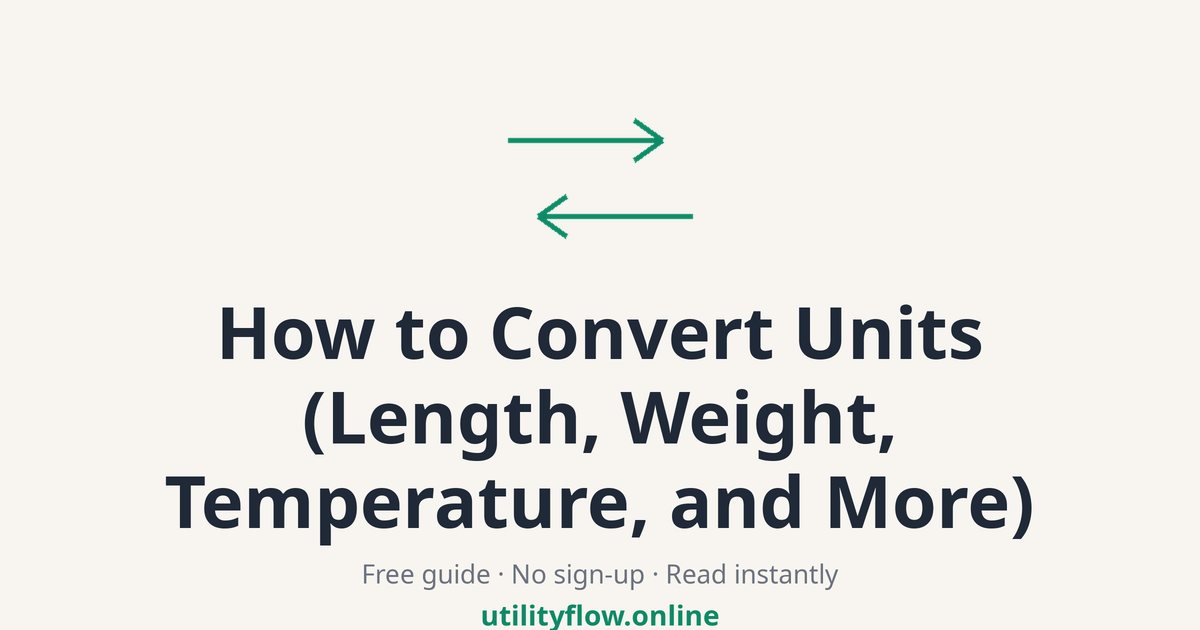 How to Convert Units
(Length, Weight,
Temperature, and More)
Free guide · No sign-up · Read instantly
utilityflow.online